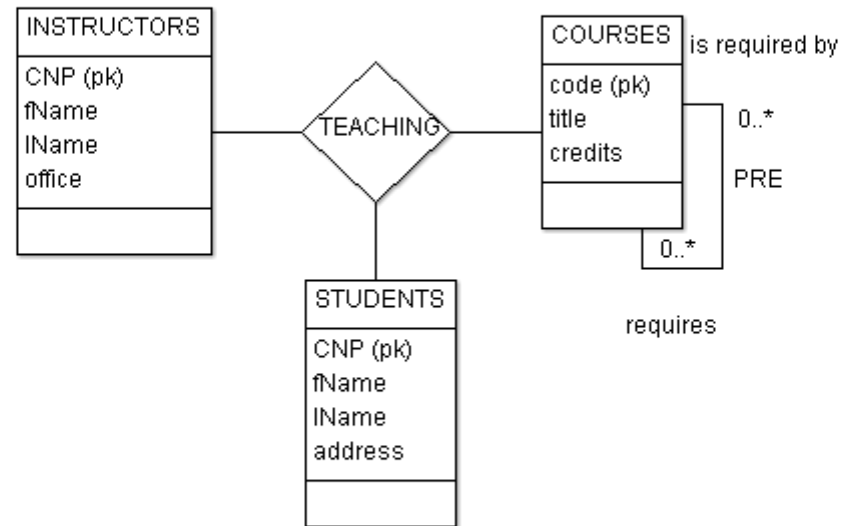 INSTRUCTORS
CNP (pk)
fName
lName
office
TEACHING
COURSES
code (pk)
title
credits
is required by
0..*
PRE
0..*
requires
STUDENTS
CNP (pk)
fName
lName
address